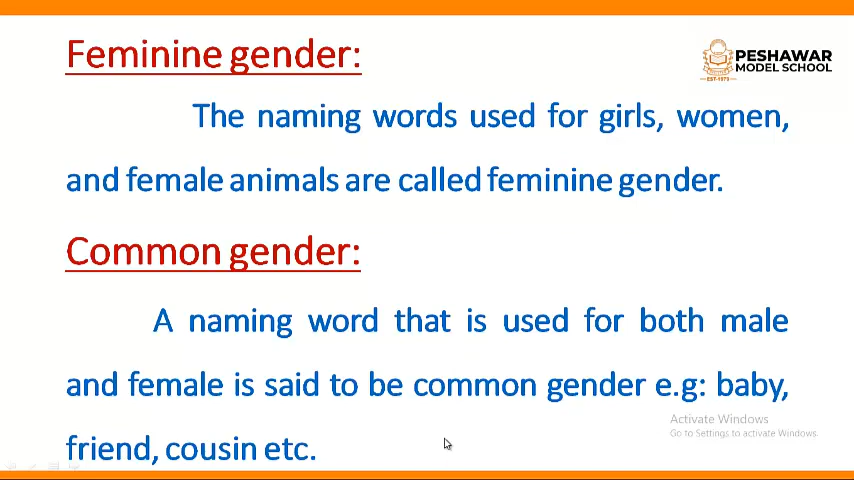 Feminine gender:
PESHAWAR
MODEL SCHOOL
EST-1973
The naming words used for girls, women,
and female animals are called feminine gender.
Common gender:
A naming word that is used for both male
and female is said to be common gender e.g: baby,
friend, cousin etc.
Activate Windows
Go to Settings to activate Windows.